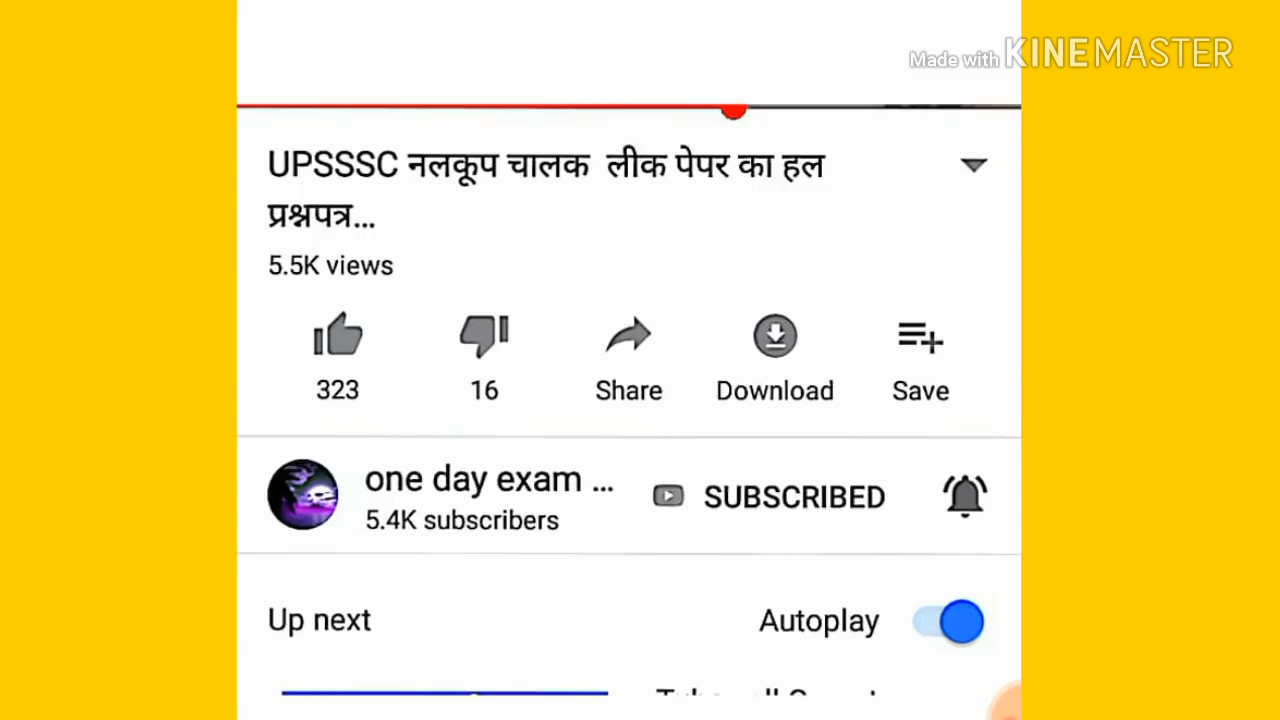 Made with KINEMASTER
UPSSSC नलकूप चालक लीक पेपर का हल
प्रश्नपत्र...
5.5K views
323 16 Share Download Save
one day exam ... SUBSCRIBED
5.4K subscribers
Up next Autoplay